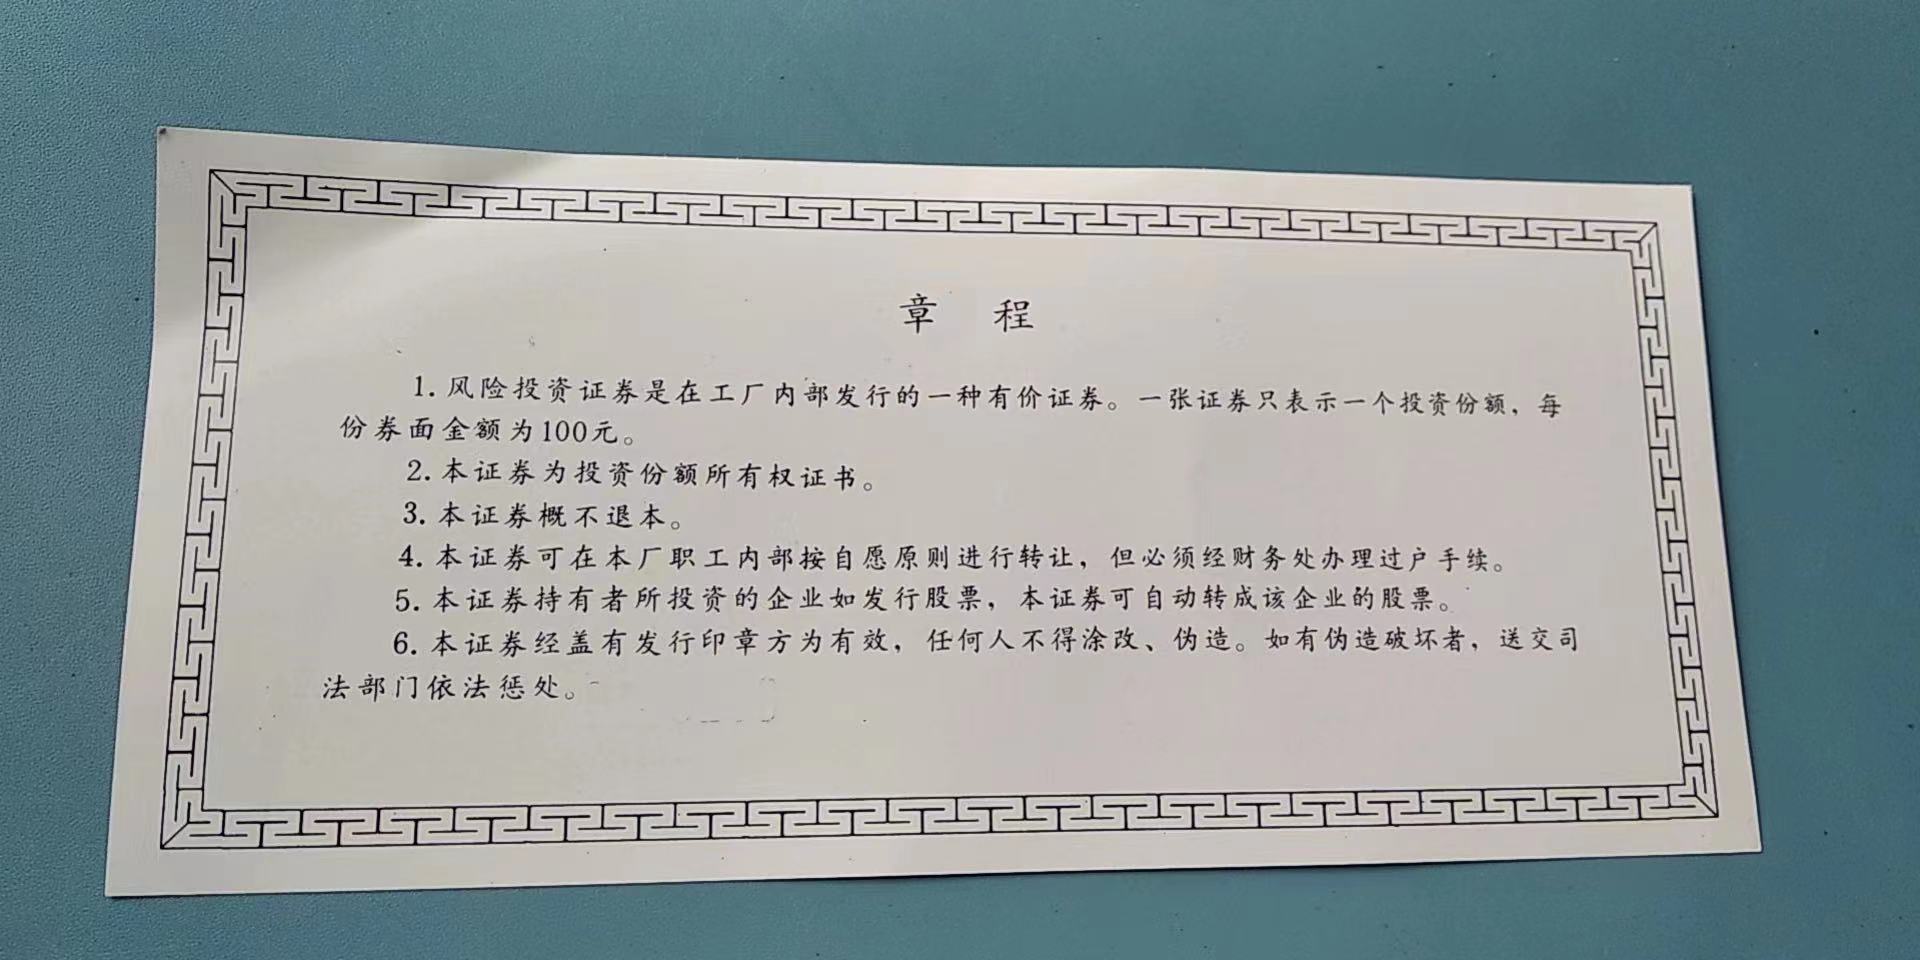 章 程
1.风险投资证券是在工厂内部发行的一种有价证券。一张证券只表示一个投资份额，每
份券面金额为100元。
2.本证券为投资份额所有权证书。
3.本证券概不退本。
4.本证券可在本厂职工内部按自愿原则进行转让，但必须经财务处办理过户手续。
5.本证券持有者所投资的企业如发行股票，本证券可自动转成该企业的股票。
6.本证券经盖有发行印章方为有效，任何人不得涂改、伪造。如有伪造破坏者，送交司
法部门依法惩处。